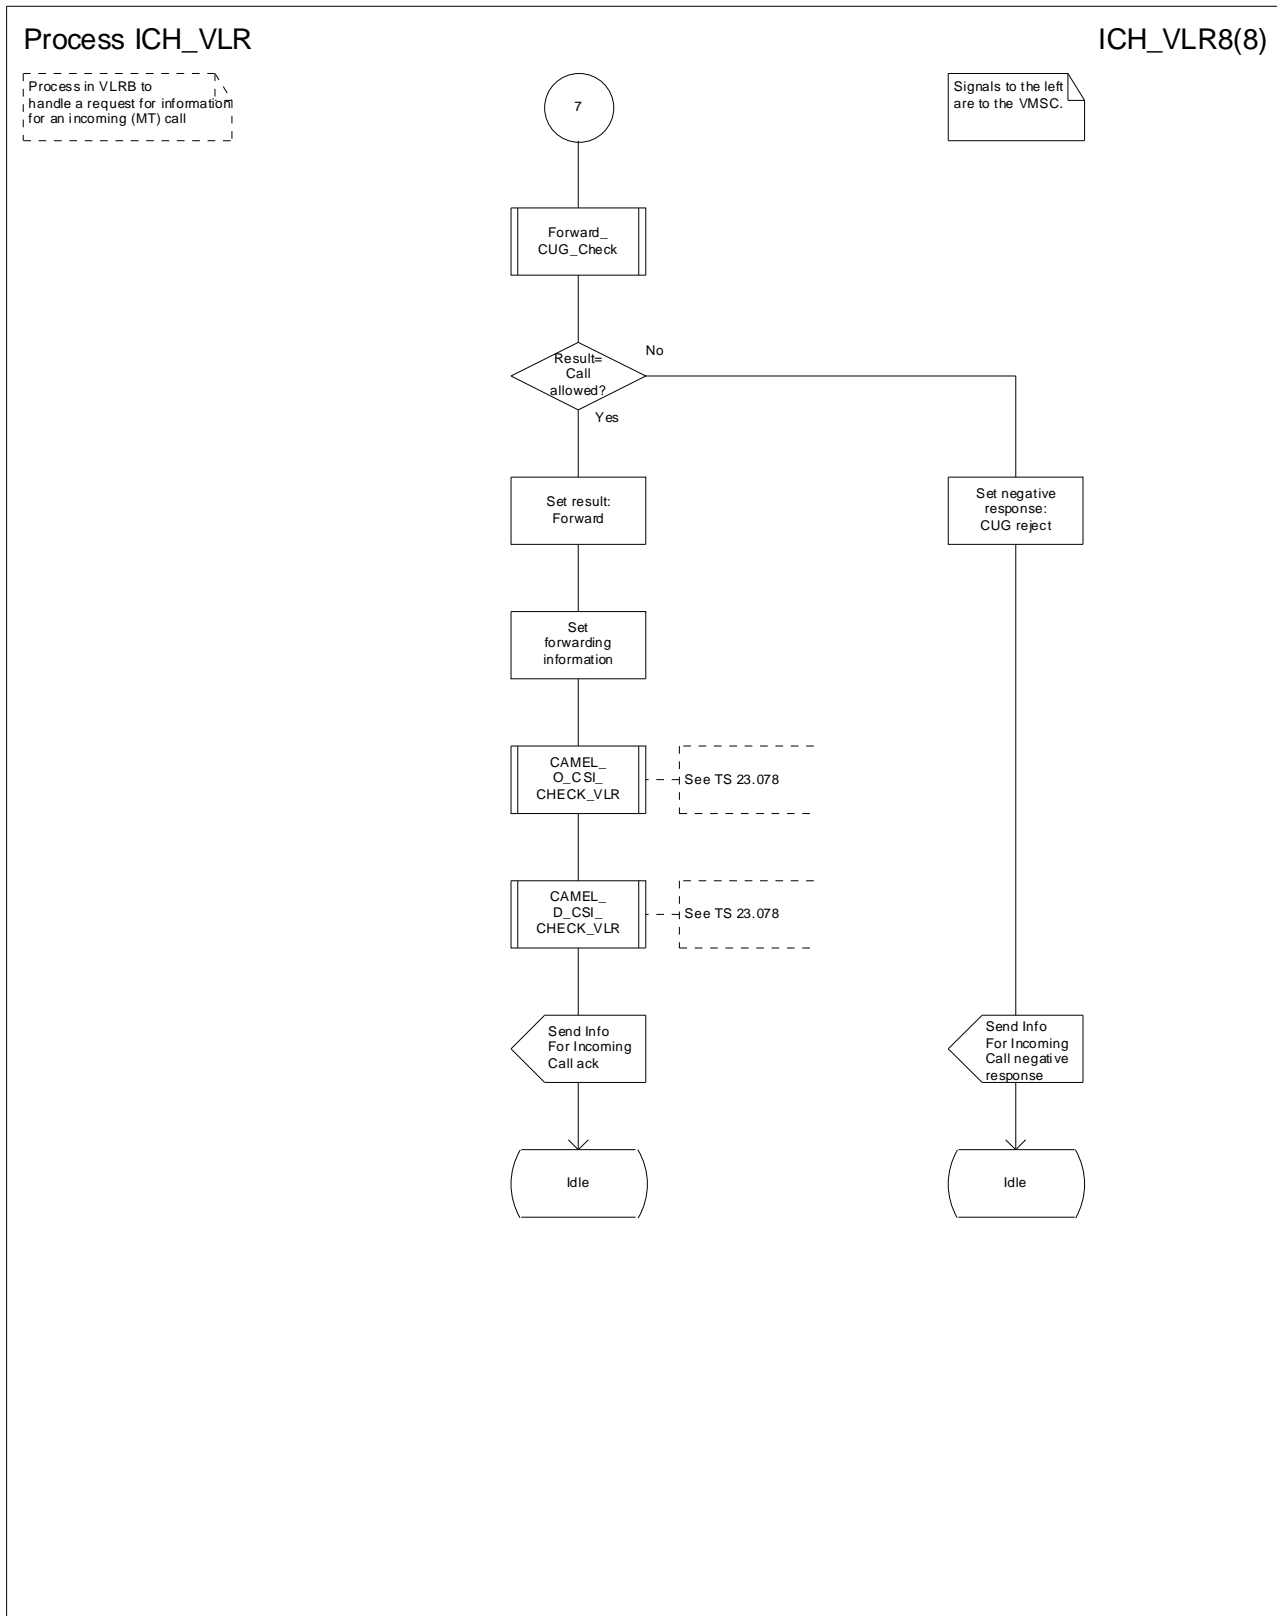 Process ICH_VLR
ICH_VLR8(8)
Process in VLRB to
handle a request for information
for an incoming (MT) call
Signals to the left
are to the VMSC.
7
Forward_
CUG_Check
Result=
Call
allowed?
No
Yes
Set result:
Forward
Set negative
response:
CUG reject
Set
forwarding
information
CAMEL_
O_CSI_
CHECK_VLR
See TS 23.078
CAMEL_
D_CSI_
CHECK_VLR
See TS 23.078
Send Info
For Incoming
Call ack
Send Info
For Incoming
Call negative
response
Idle
Idle